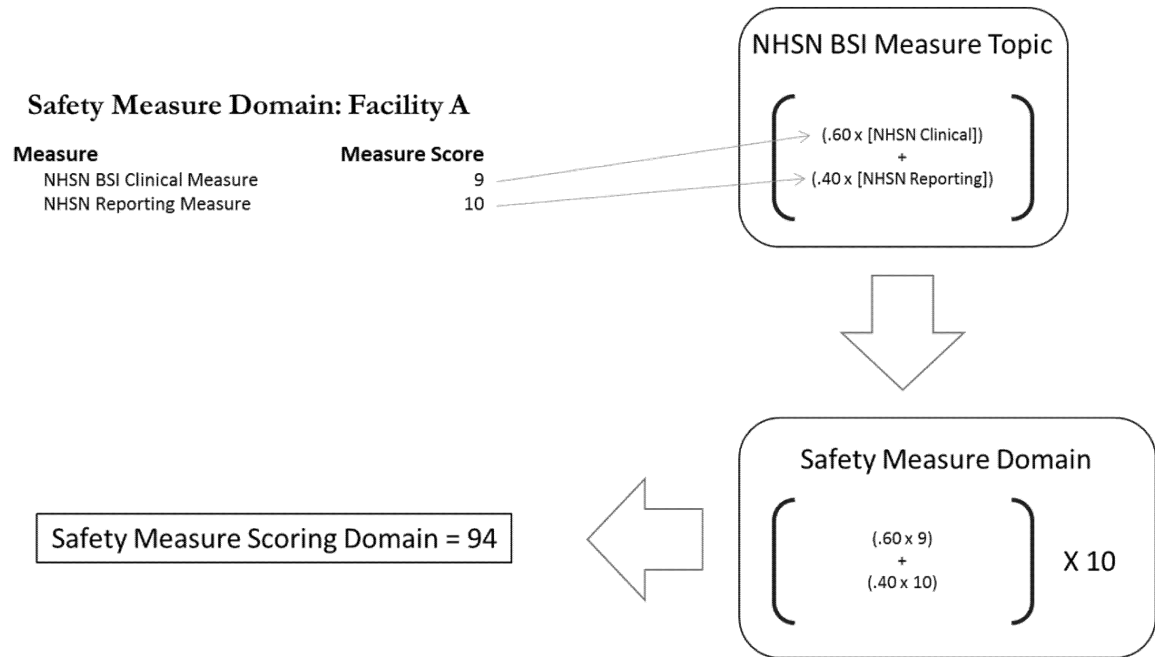 Safety Measure Domain: Facility A
Measure Measure Score
NHSN BSI Clinical Measure 9
NHSN Reporting Measure 10
NHSN BSI Measure Topic
(.60 x [NHSN Clinical])
+
(.40 x [NHSN Reporting])
Safety Measure Domain
(.60 x 9)
+
(.40 x 10)
X 10
Safety Measure Scoring Domain = 94